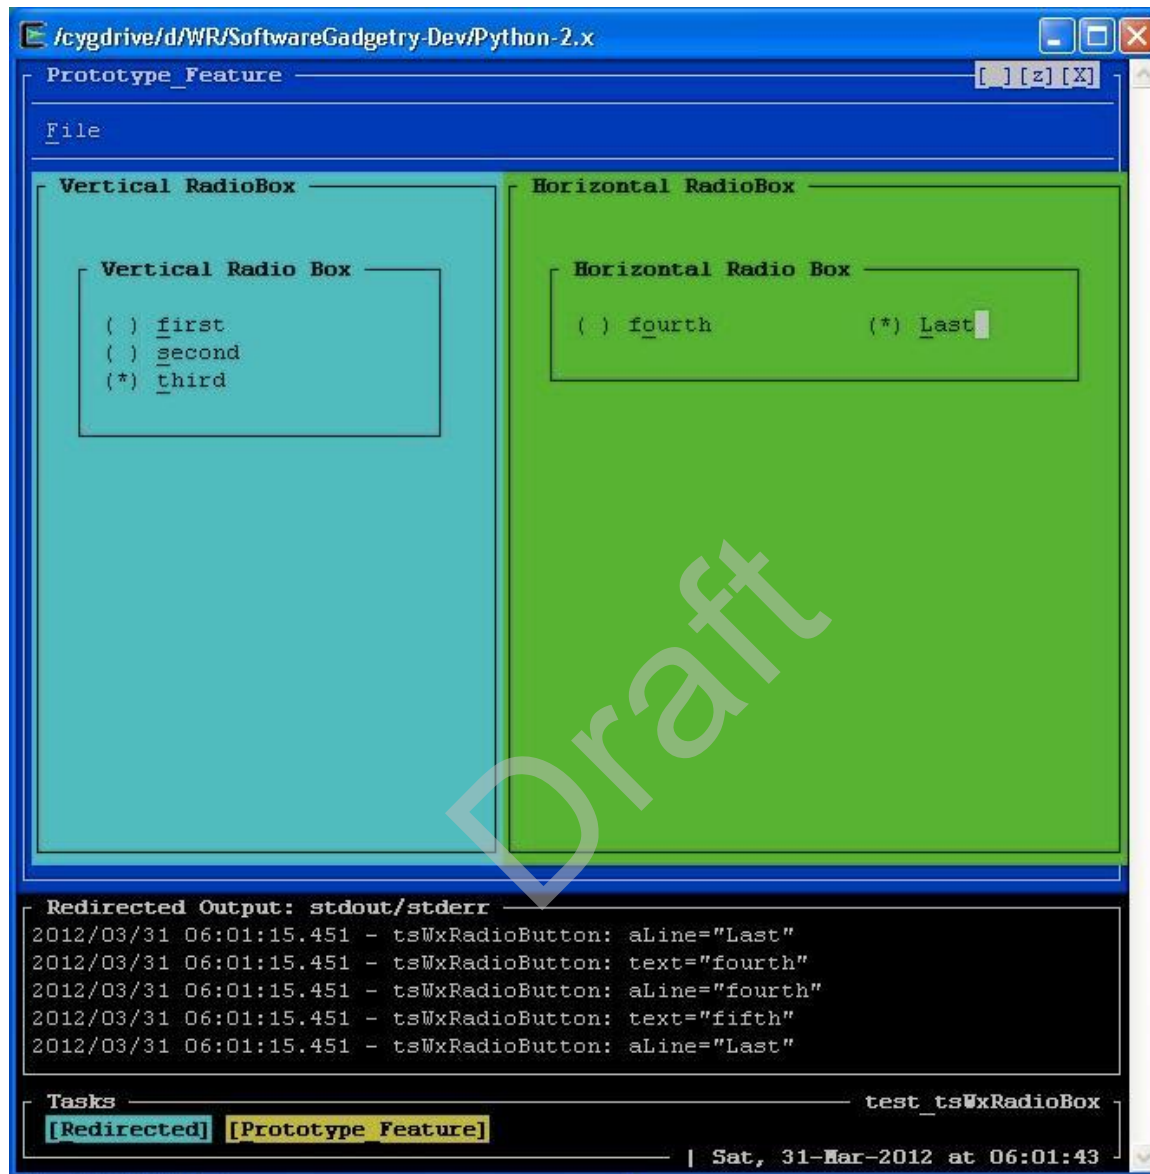 /cygdrive/d/WR/SoftwareGadgetry-Dev/Python-2.x
Prototype_Feature [_][z][X]
File
Vertical RadioBox Horizontal RadioBox
Vertical Radio Box Horizontal Radio Box
( ) first ( ) fourth (*) Last
( ) second
(*) third
Draft
Redirected Output: stdout/stderr
2012/03/31 06:01:15.451 - tsWxRadioButton: aLine="Last"
2012/03/31 06:01:15.451 - tsWxRadioButton: text="fourth"
2012/03/31 06:01:15.451 - tsWxRadioButton: aLine="fourth"
2012/03/31 06:01:15.451 - tsWxRadioButton: text="fifth"
2012/03/31 06:01:15.451 - tsWxRadioButton: aLine="Last"
Tasks test_tsWxRadioBox
[Redirected] [Prototype_Feature]
| Sat, 31-Mar-2012 at 06:01:43